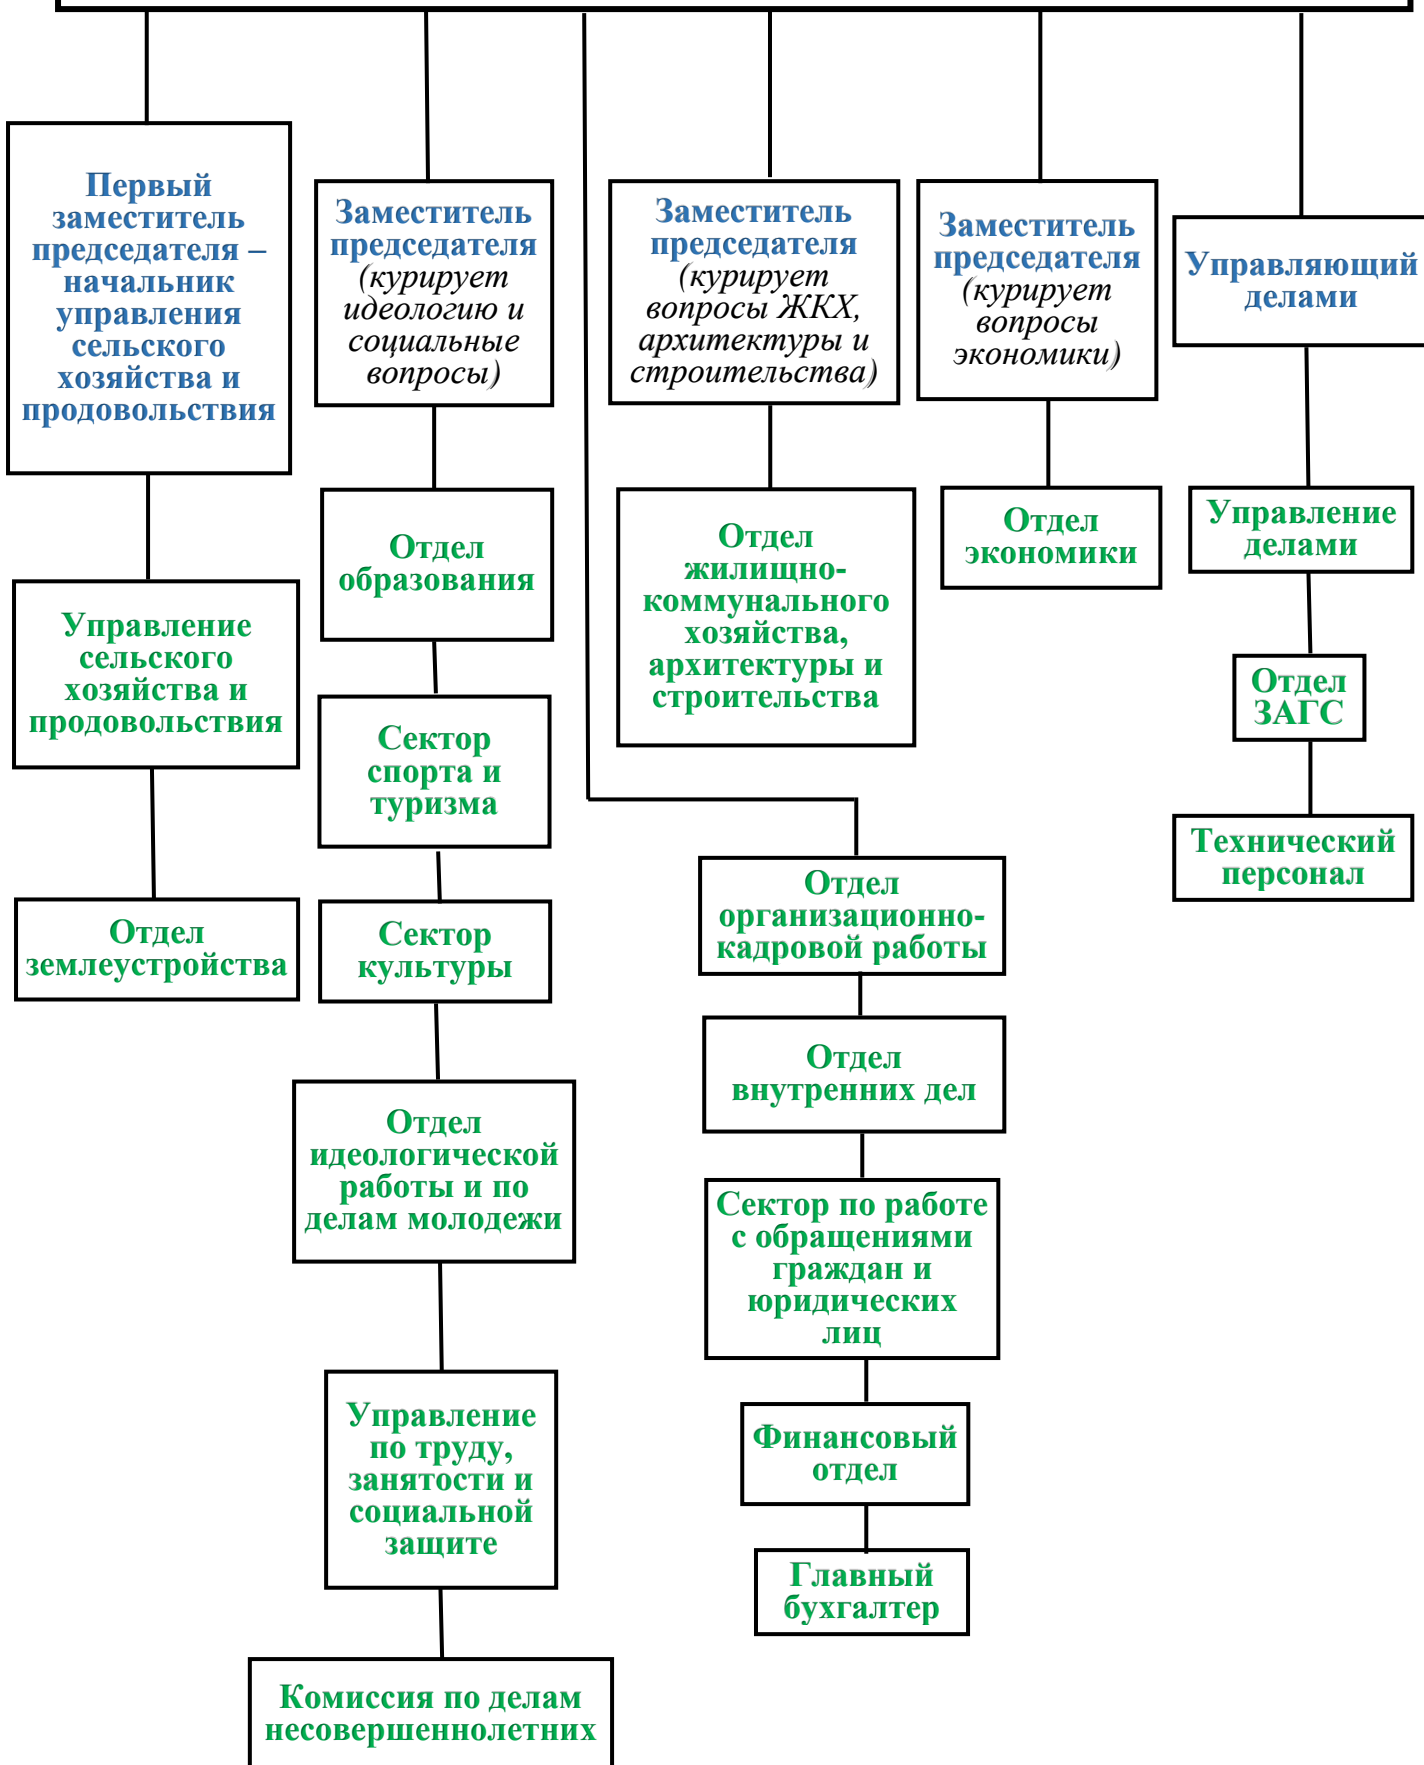 Первый
заместитель
председателя –
начальник
управления
сельского
хозяйства и
продовольствия
Заместитель
председателя
(курирует
идеологию и
социальные
вопросы)
Заместитель
председателя
(курирует
вопросы ЖКХ,
архитектуры и
строительства)
Заместитель
председателя
(курирует
вопросы
экономики)
Управляющий
делами
Управление
сельского
хозяйства и
продовольствия
Отдел
землеустройства
Отдел
образования
Сектор
спорта и
туризма
Сектор
культуры
Отдел
идеологической
работы и по
делам молодежи
Управление
по труду,
занятости и
социальной
защите
Комиссия по делам
несовершеннолетних
Отдел
жилищно-
коммунального
хозяйства,
архитектуры и
строительства
Отдел
организационно-
кадровой работы
Отдел
внутренних дел
Сектор по работе
с обращениями
граждан и
юридических
лиц
Финансовый
отдел
Главный
бухгалтер
Отдел
экономики
Управление
делами
Отдел
ЗАГС
Технический
персонал